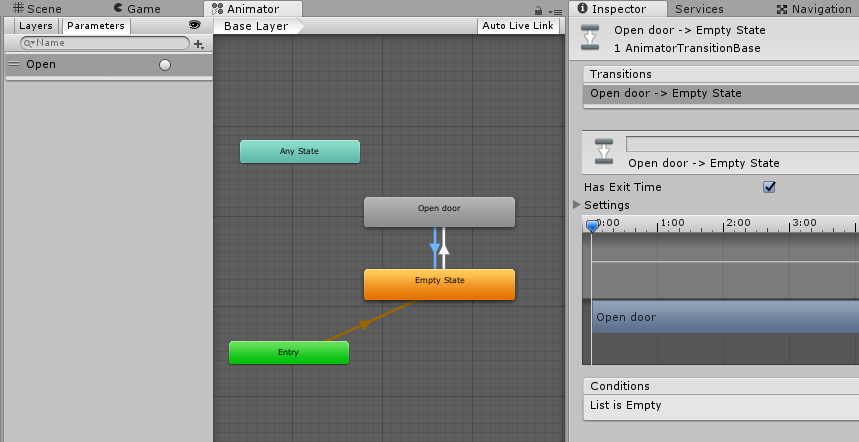 Scene
Game
Animator
Layers
Parameters
Name
Open
Base Layer
Auto Live Link
Any State
Open door
Empty State
Entry
Inspector
Services
Navigation
Open door -> Empty State
1 AnimatorTransitionBase
Transitions
Open door -> Empty State
Open door -> Empty State
Has Exit Time
Settings
0:00 1:00 2:00 3:00
Open door
Conditions
List is Empty